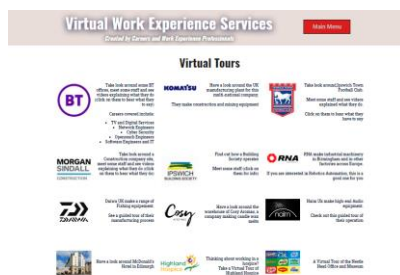 Virtual Work Experience Services
Created by Careers and Work Experience Professionals
Main Menu
Virtual Tours
BT
Take look around some BT
offices, meet some staff and see
videos explaining what they do
click on them to hear what they
have to say
Careers covered include
TV and Digital Services
Network Engineers
Cyber Security
Openreach Engineers
Software Engineers and IT
KOMATSU
Have a look around the UK
manufacturing plant for this
multi national company
They make construction and mining equipment
Take look around Ipswich Town
Football Club
Meet some staff and see videos
explained what they do.
Click on them to hear what they
have to say
MORGAN
SINDALL
CONSTRUCTION
Take look around a
Construction company site,
meet some staff and see videos
explaining what they do click
on them to hear what they do
IPSWICH
BUILDING SOCIETY
Find out how a Building
Society operates
Meet some staff click on
them for info
RNA
RNA make industrial machinery
in Birmingham and in other
factories across Europe.
If you are interested in Robotics Automation, this is a
good one for you
DAIWA
Daiwa UK make a range of
Fishing equipment
See a guided tour of their
manufacturing process
Cosy
Have a look around the
warehouse of Cosy Aromas, a
company making candle wax
melts
naim
Naim Uk make high end Audio
equipment
Check out this guided tour of
their operation
Have a look around McDonald's
Hotel in Edinburgh
Highland
Hospice
Thinking about working in a
hospice?
Take a Virtual Tour of
Highland Hospice
A Virtual Tour of the Nestle
Head Office and Museum